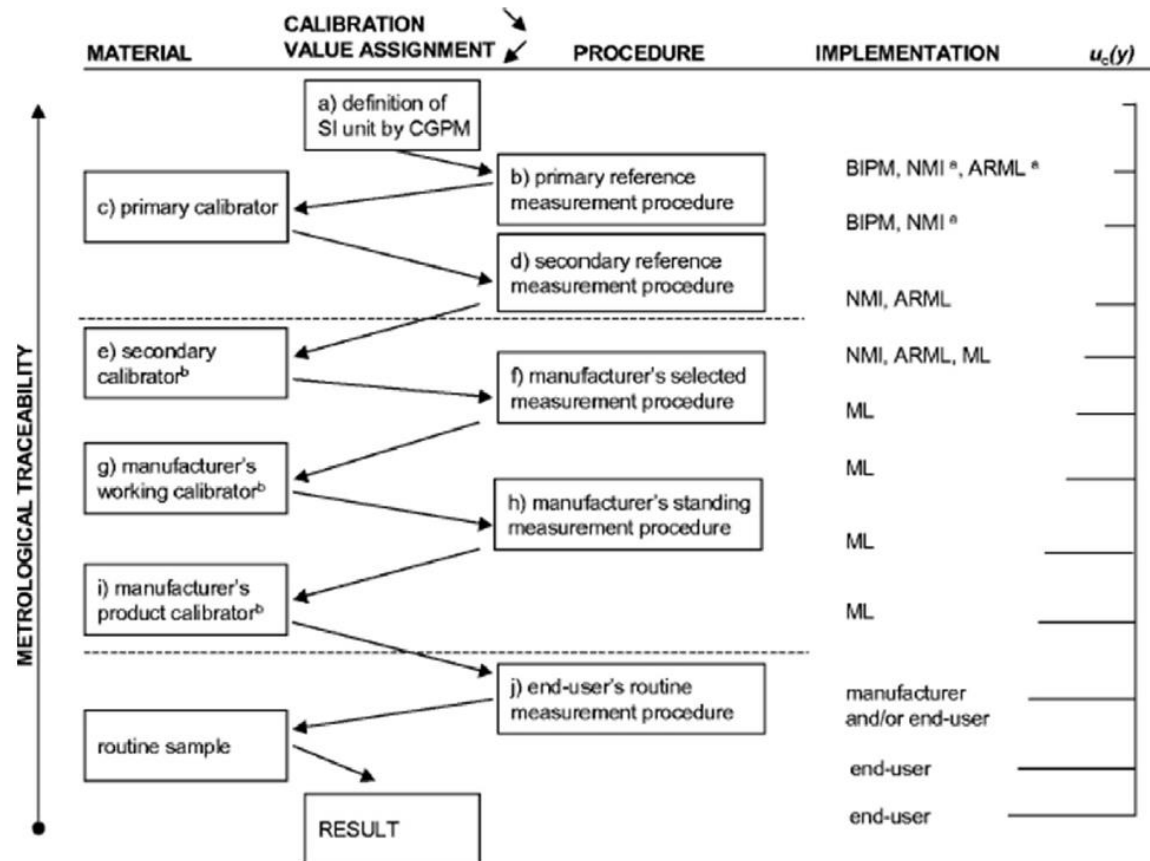 CALIBRATION
MATERIAL VALUE ASSIGNMENT PROCEDURE IMPLEMENTATION u_c(y)
a) definition of
SI unit by CGPM
b) primary reference
measurement procedure
BIPM, NMI ᵃ, ARML ᵃ
c) primary calibrator
BIPM, NMI ᵃ
d) secondary reference
measurement procedure
NMI, ARML
e) secondary
calibratorᵇ
NMI, ARML, ML
f) manufacturer's selected
measurement procedure
ML
g) manufacturer's
working calibratorᵇ
ML
h) manufacturer's standing
measurement procedure
ML
i) manufacturer's
product calibratorᵇ
ML
j) end-user's routine
measurement procedure
manufacturer
and/or end-user
routine sample
end-user
RESULT
end-user
METROLOGICAL TRACEABILITY